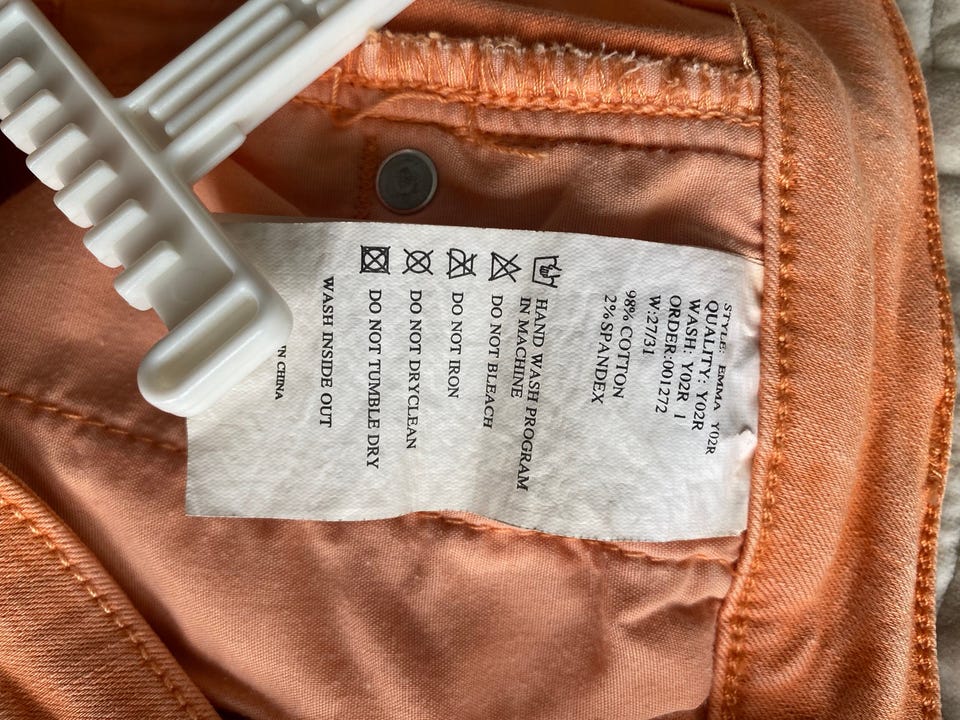 STYLE: EMMA Y02R
QUALITY: Y02R
WASH: Y02R 1
ORDER:001272
W:27/31
98% COTTON
2% SPANDEX
HAND WASH PROGRAM
IN MACHINE
DO NOT BLEACH
DO NOT IRON
DO NOT DRYCLEAN
DO NOT TUMBLE DRY
WASH INSIDE OUT
CHINA